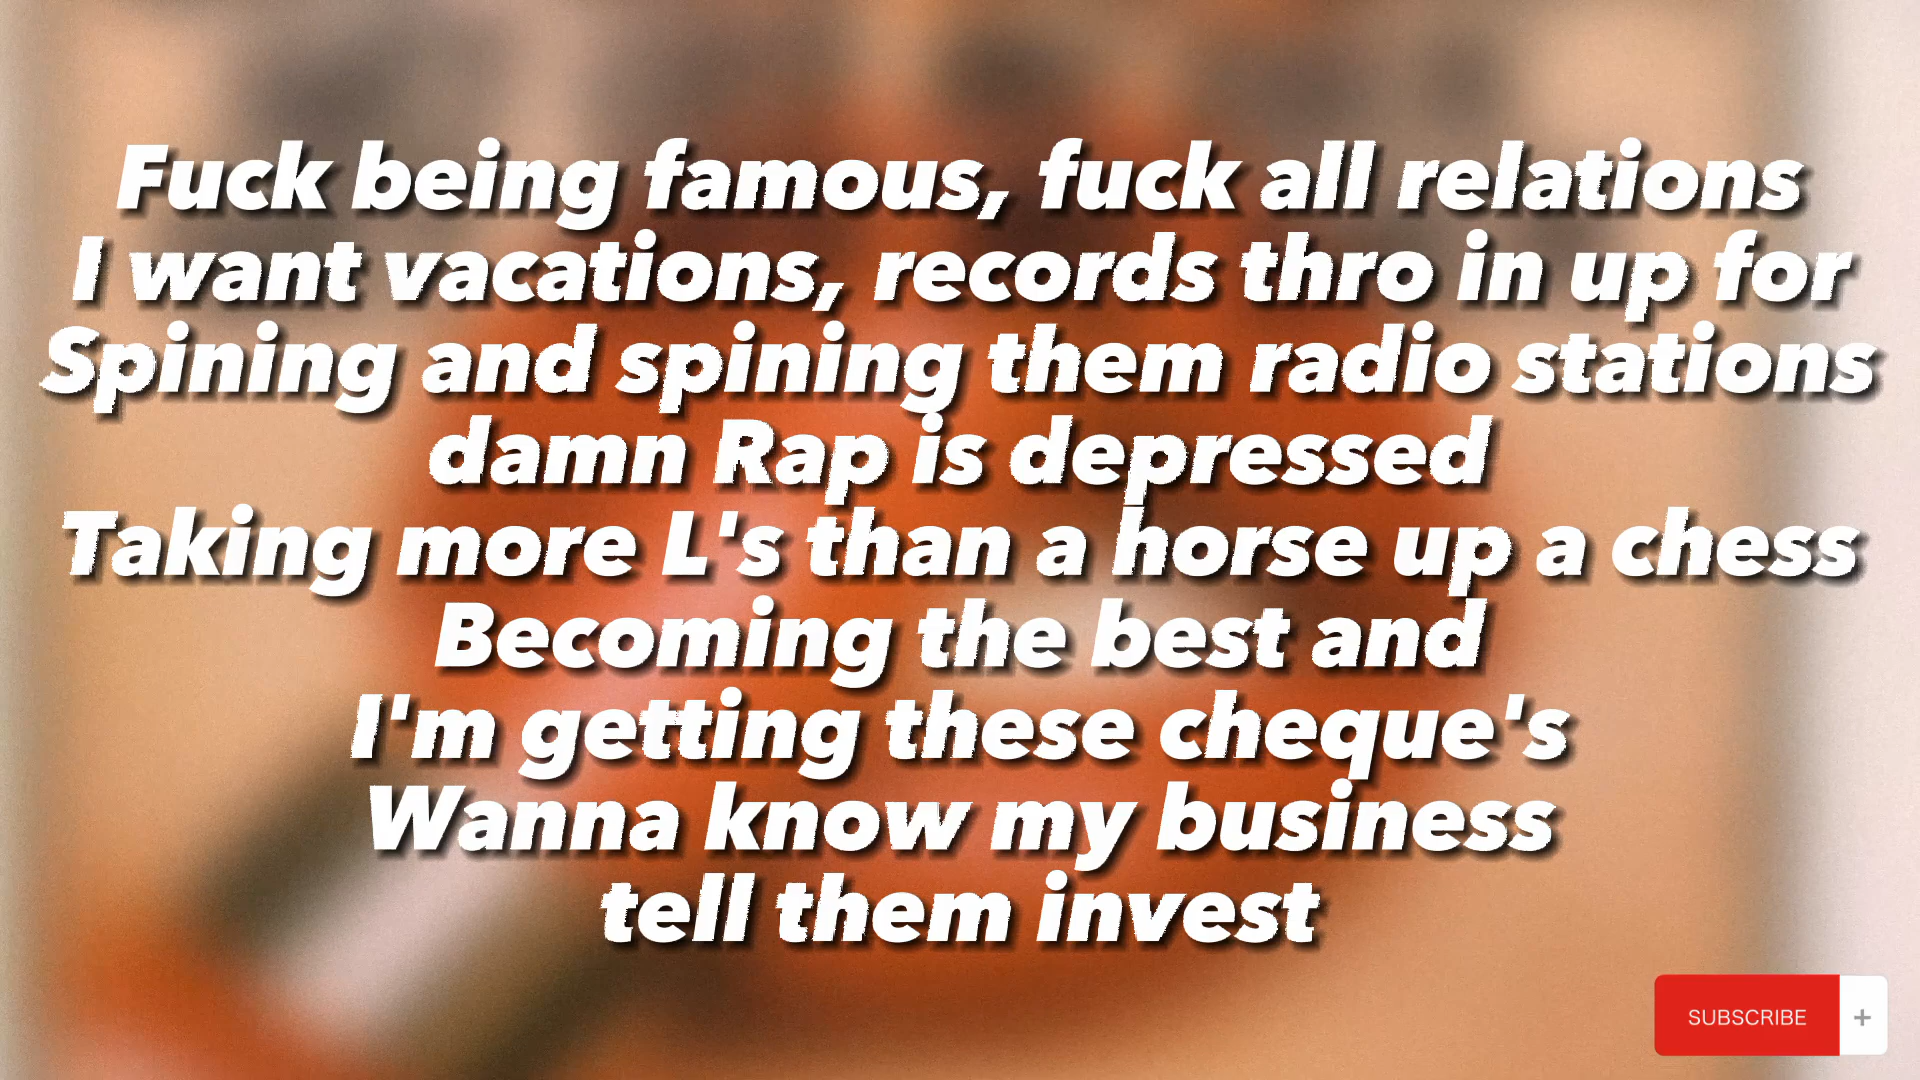 Fuck being famous, fuck all relations
I want vacations, records thro in up for
Spining and spining them radio stations
damn Rap is depressed
Taking more L's than a horse up a chess
Becoming the best and
I'm getting these cheque's
Wanna know my business
tell them invest
SUBSCRIBE +